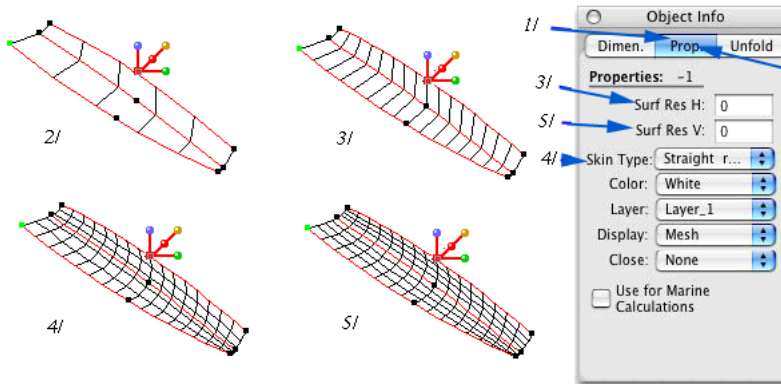 1/
Object Info
Dimen. Prop. Unfold
Properties: -1
3/
Surf Res H: 0
5/
Surf Res V: 0
4/
Skin Type: Straight r...
Color: White
Layer: Layer_1
Display: Mesh
Close: None
Use for Marine
Calculations
2/
3/
4/
5/